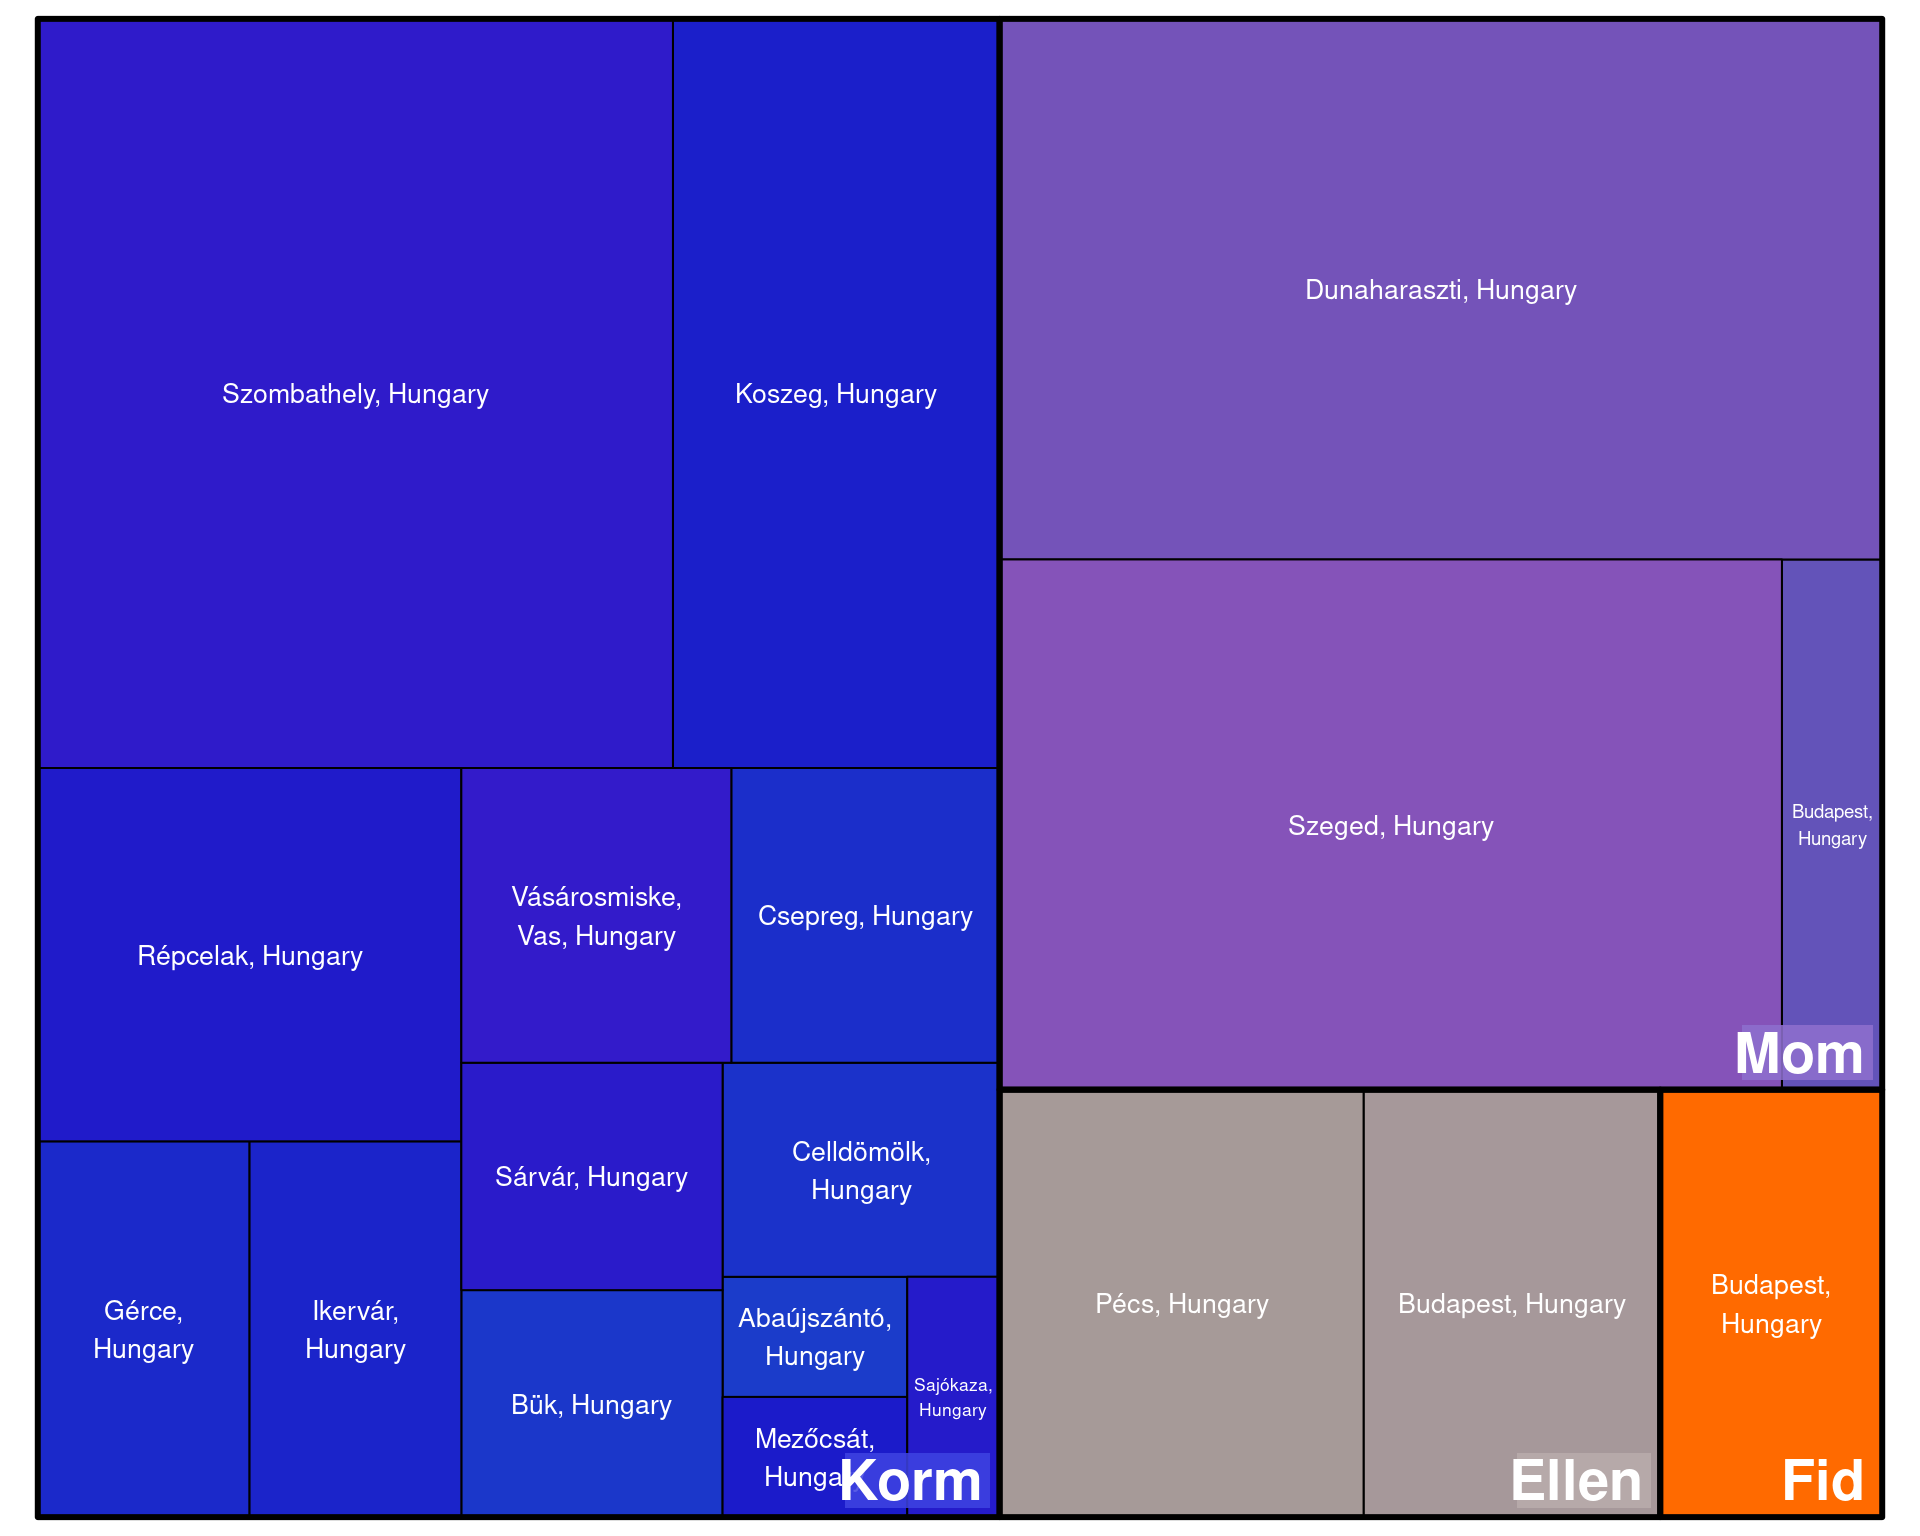 Szombathely, Hungary
Koszeg, Hungary
Répcelak, Hungary
Vásárosmiske,
Vas, Hungary
Csepreg, Hungary
Gérce,
Hungary
Ikervár,
Hungary
Sárvár, Hungary
Celldömölk,
Hungary
Bük, Hungary
Abaújszántó,
Hungary
Mezőcsát,
Hunga
Sajókaza,
Hungary
Korm
Dunaharaszti, Hungary
Szeged, Hungary
Budapest,
Hungary
Mom
Pécs, Hungary
Budapest, Hungary
Ellen
Budapest,
Hungary
Fid